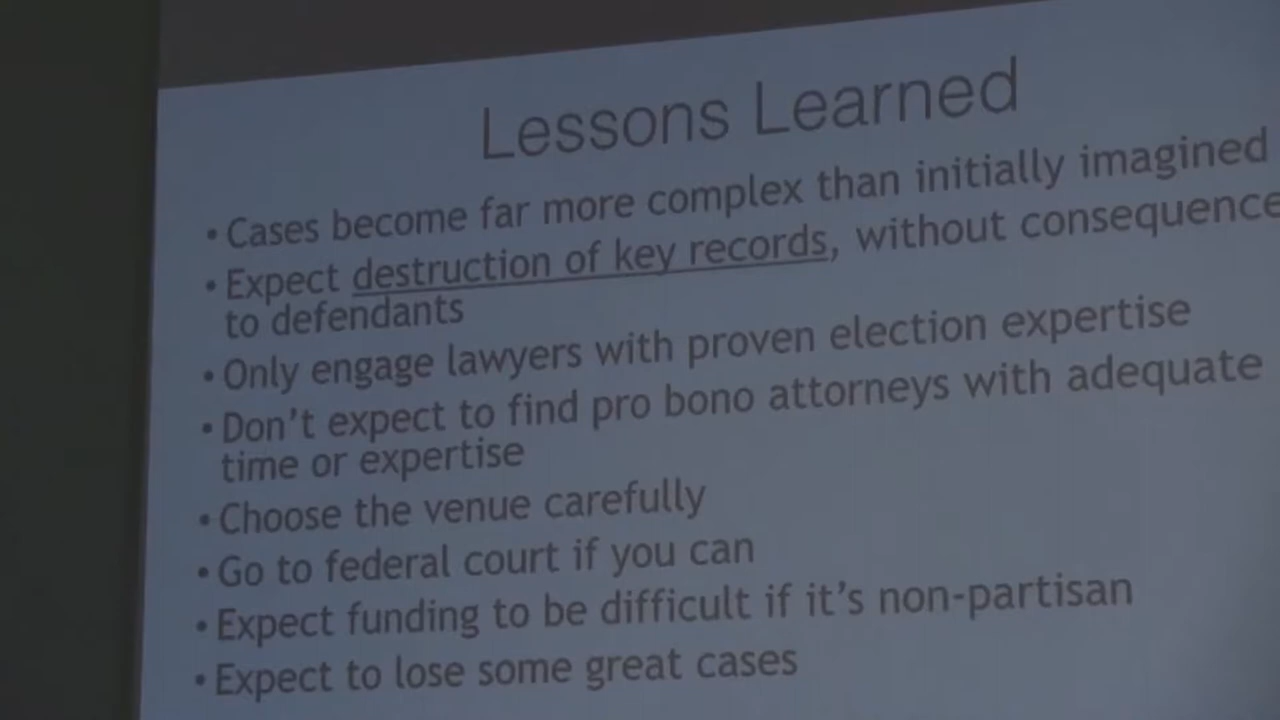 Lessons Learned
• Cases become far more complex than initially imagined
• Expect destruction of key records, without consequence
to defendants
• Only engage lawyers with proven election expertise
• Don't expect to find pro bono attorneys with adequate
time or expertise
• Choose the venue carefully
• Go to federal court if you can
• Expect funding to be difficult if it's non-partisan
• Expect to lose some great cases